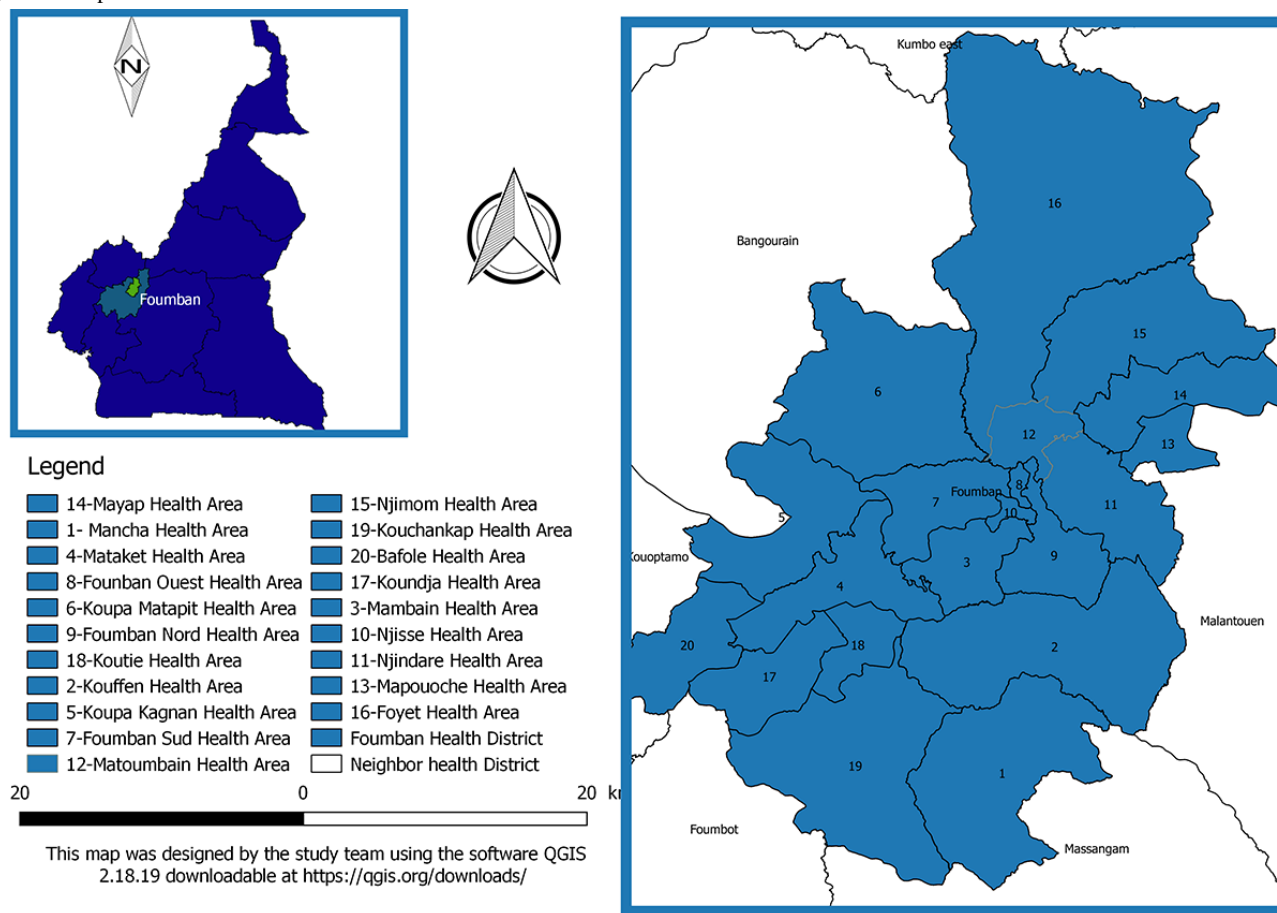 N
Foumban
Legend
14-Mayap Health Area
1- Mancha Health Area
4-Mataket Health Area
8-Founban Ouest Health Area
6-Koupa Matapit Health Area
9-Foumban Nord Health Area
18-Koutie Health Area
2-Kouffen Health Area
5-Koupa Kagnan Health Area
7-Foumban Sud Health Area
12-Matoumbain Health Area
15-Njimom Health Area
19-Kouchankap Health Area
20-Bafole Health Area
17-Koundja Health Area
3-Mambain Health Area
10-Njisse Health Area
11-Njindare Health Area
13-Mapouoche Health Area
16-Foyet Health Area
Foumban Health District
Neighbor health District
20 0 20 km
This map was designed by the study team using the software QGIS
2.18.19 downloadable at https://qgis.org/downloads/
Kumbo east
16
Bangourain
15
6
14
12
13
8
Foumban
7
11
10
5
Kouoptamo
9
3
4
Malantouen
20
18
2
17
19
1
Foumbot
Massangam